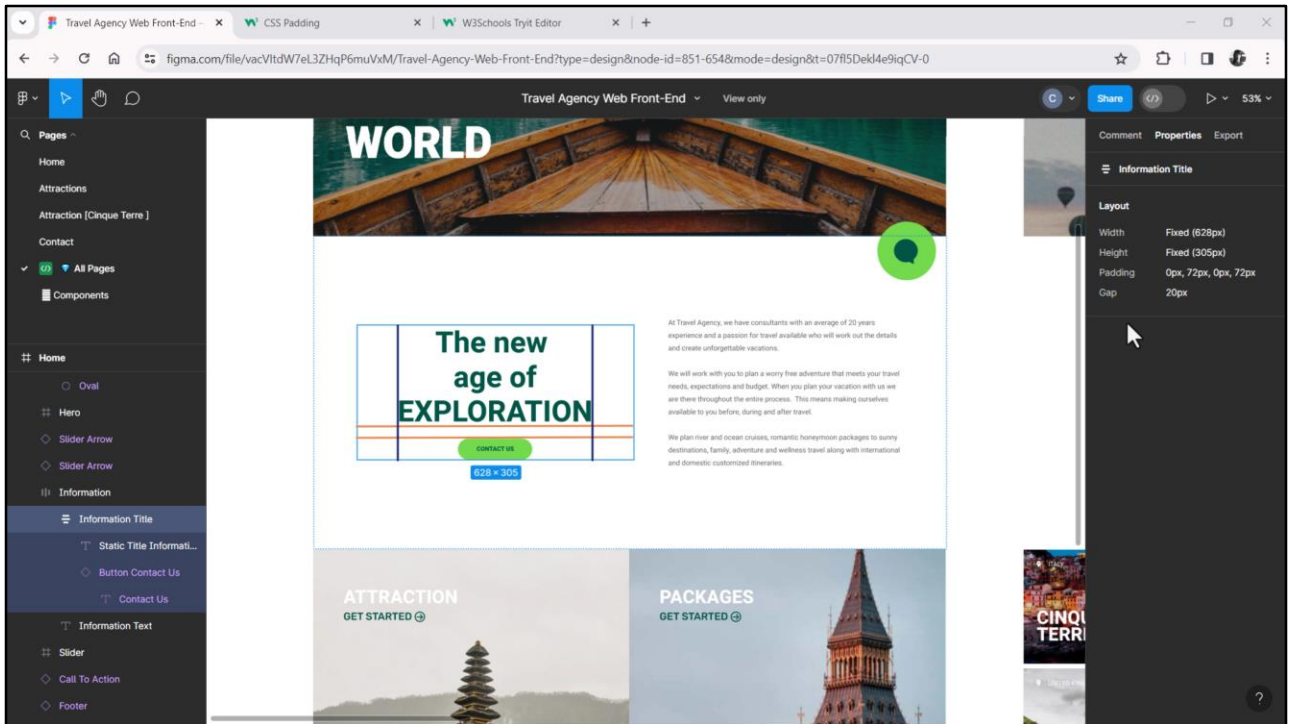 Travel Agency Web Front-End –
CSS Padding
W3Schools Tryit Editor
figma.com/file/vacVItdW7eL3ZHqP6muVxM/Travel-Agency-Web-Front-End?type=design&node-id=851-654&mode=design&t=07fl5Dekl4e9iqCV-0
Travel Agency Web Front-End
View only
C
Share
53%
Pages
Home
Attractions
Attraction [Cinque Terre ]
Contact
All Pages
Components
Home
Oval
Hero
Slider Arrow
Slider Arrow
Information
Information Title
Static Title Informati...
Button Contact Us
Contact Us
Information Text
Slider
Call To Action
Footer
WORLD
The new
age of
EXPLORATION
CONTACT US
628 × 305
At Travel Agency, we have consultants with an average of 20 years
experience and a passion for travel available who will work out the details
and create unforgettable vacations.
We will work with you to plan a worry free adventure that meets your travel
needs, expectations and budget. When you plan your vacation with us we
are there throughout the entire process. This means making ourselves
available to you before, during and after travel.
We plan river and ocean cruises, romantic honeymoon packages to sunny
destinations, family, adventure and wellness travel along with international
and domestic customized itineraries.
ATTRACTION
GET STARTED
PACKAGES
GET STARTED
ITALY
CINQU
TERRE
Comment
Properties
Export
Information Title
Layout
Width Fixed (628px)
Height Fixed (305px)
Padding 0px, 72px, 0px, 72px
Gap 20px
?